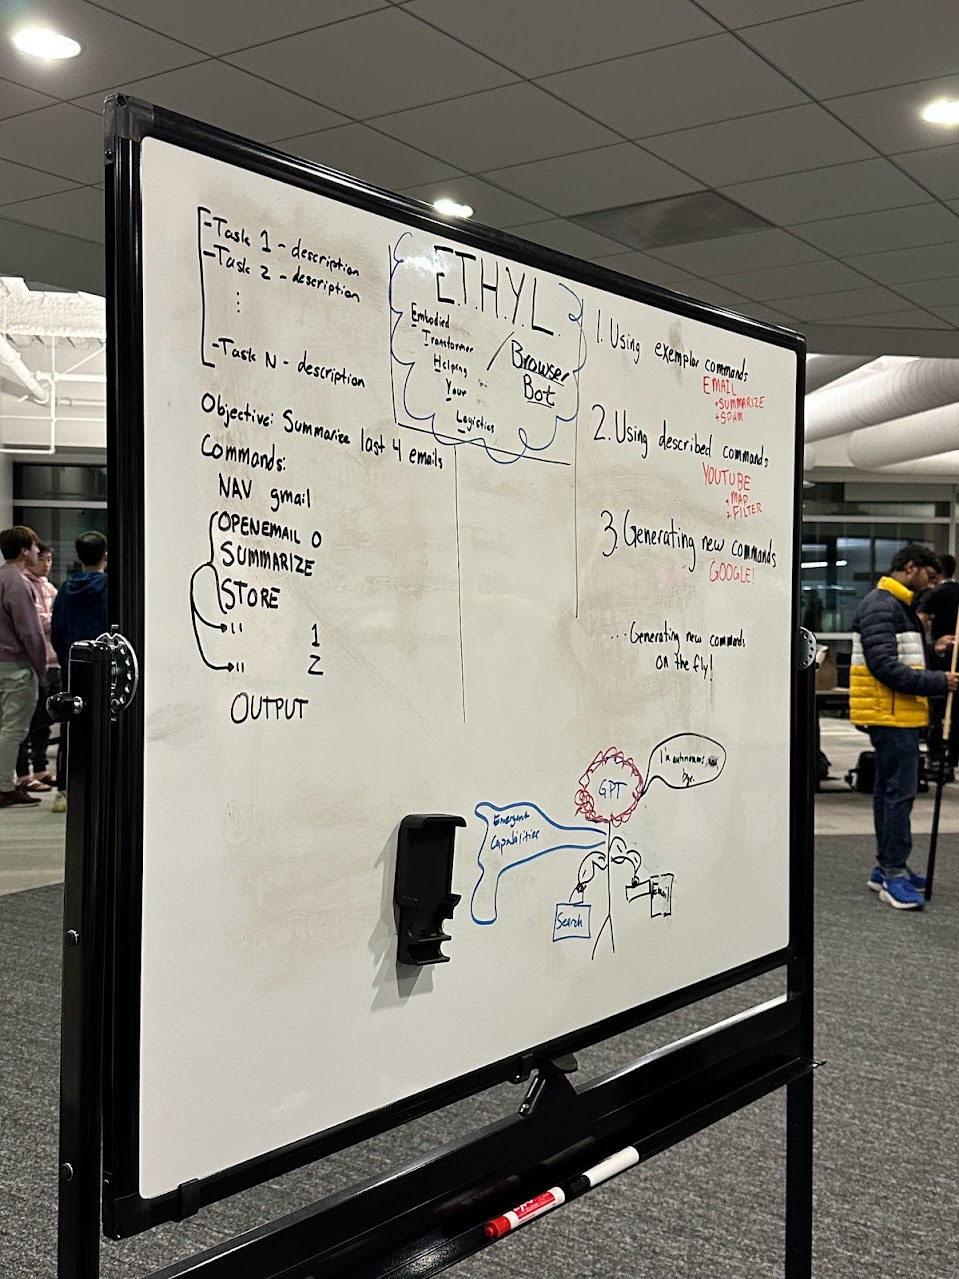 - Task 1 - description
- Task 2 - description
⋮
- Task N - description
Objective: Summarize last 4 emails
Commands:
NAV gmail
OPENEMAIL 0
SUMMARIZE
STORE
" 1
" 2
OUTPUT
E.T.H.Y.L.
Embodied
Transformer
Helping
Your
Logistics
/ Browser
Bot
1. Using exemplar commands
EMAIL
+ SUMMARIZE
+ SPAM
2. Using described commands
YOUTUBE
+ MAP
+ FILTER
3. Generating new commands
GOOGLE!
... Generating new commands
on the fly!
GPT
I'm autonomous,
Emergent
Capabilities
Search